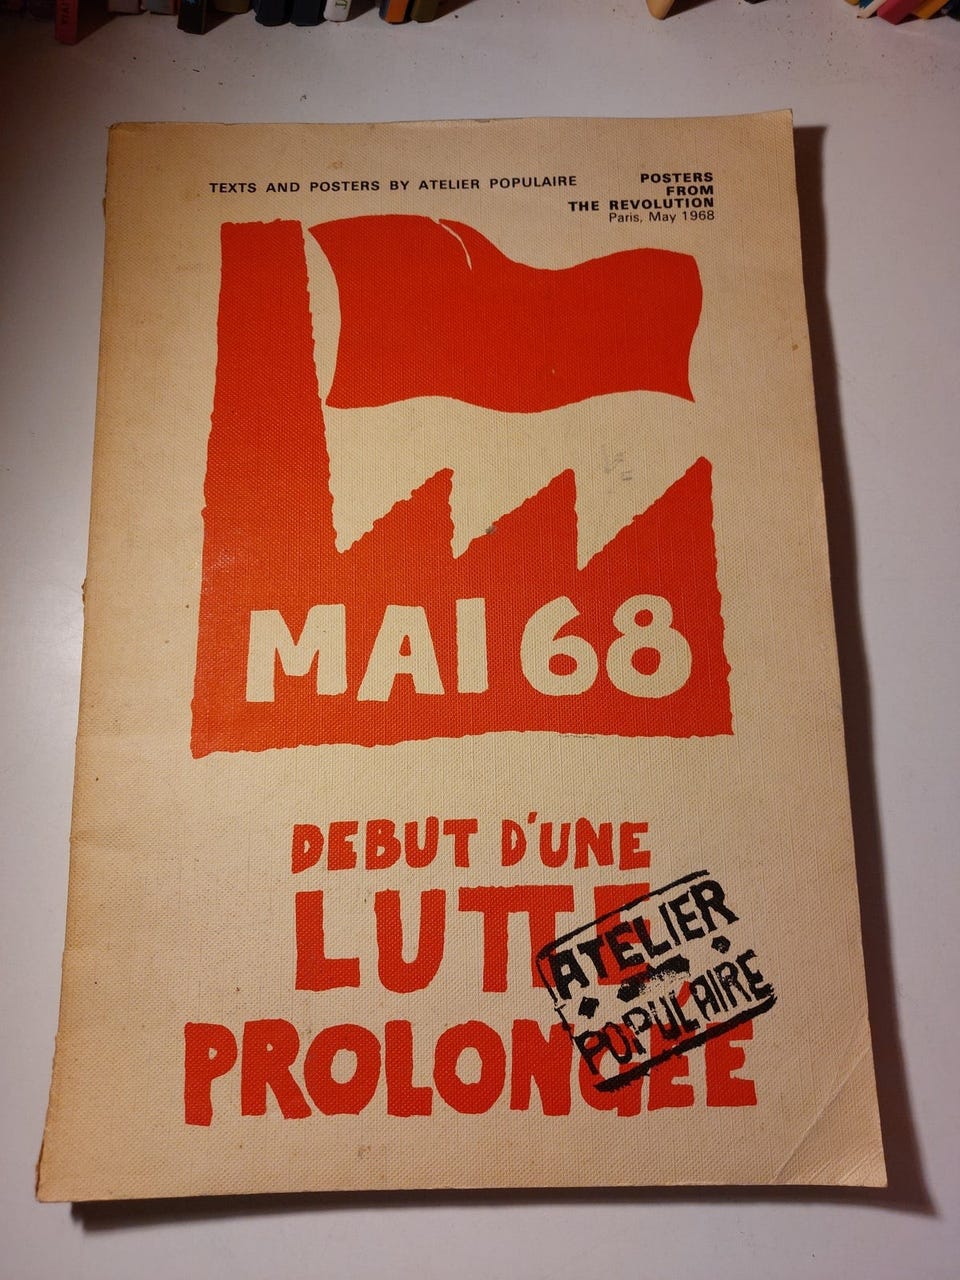 TEXTS AND POSTERS BY ATELIER POPULAIRE
POSTERS
FROM
THE REVOLUTION
Paris, May 1968
MAI 68
DEBUT D'UNE
LUTTE
PROLONGÉE
ATELIER
POPULAIRE